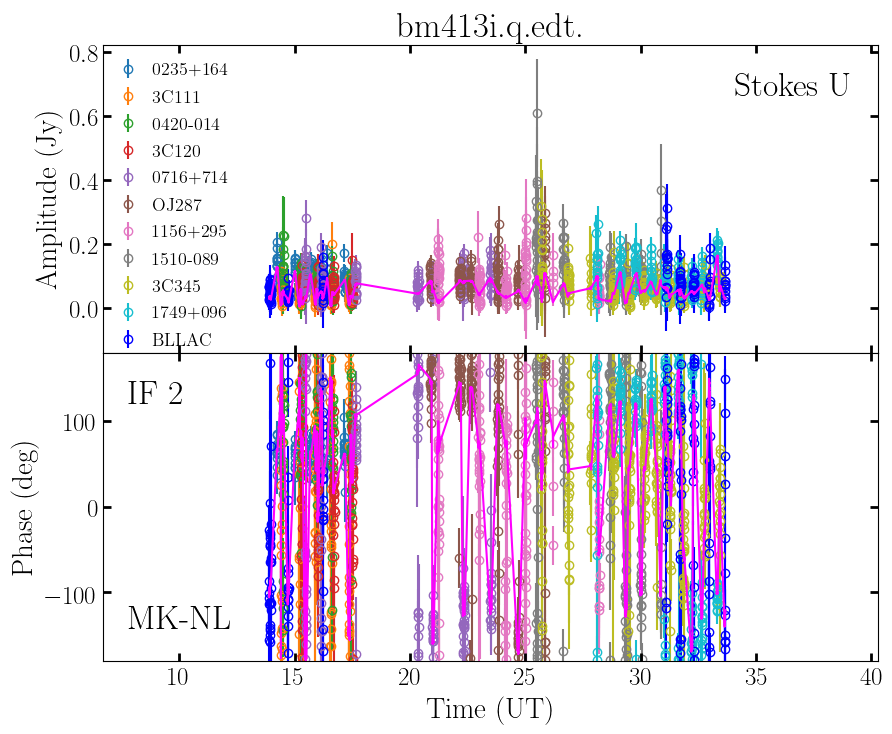 bm413i.q.edt.
Stokes U
Amplitude (Jy)
0.8
0.6
0.4
0.2
0.0
0235+164
3C111
0420-014
3C120
0716+714
OJ287
1156+295
1510-089
3C345
1749+096
BLLAC
IF 2
MK-NL
Phase (deg)
100
0
−100
10
15
20
25
30
35
40
Time (UT)